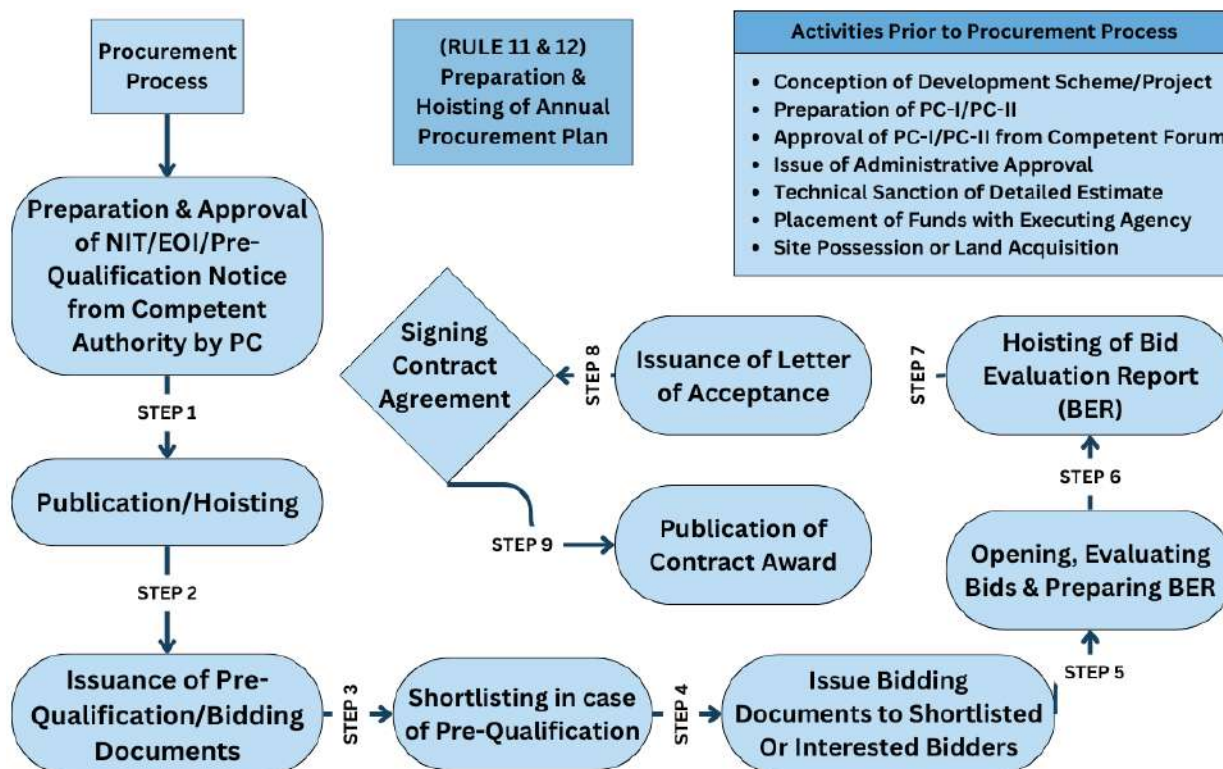 Procurement
Process
(RULE 11 & 12)
Preparation &
Hoisting of Annual
Procurement Plan
Activities Prior to Procurement Process
• Conception of Development Scheme/Project
• Preparation of PC-I/PC-II
• Approval of PC-I/PC-II from Competent Forum
• Issue of Administrative Approval
• Technical Sanction of Detailed Estimate
• Placement of Funds with Executing Agency
• Site Possession or Land Acquisition
Preparation & Approval
of NIT/EOI/Pre-
Qualification Notice
from Competent
Authority by PC
STEP 1
Publication/Hoisting
STEP 2
Issuance of Pre-
Qualification/Bidding
Documents
STEP 3
Shortlisting in case
of Pre-Qualification
STEP 4
Issue Bidding
Documents to Shortlisted
Or Interested Bidders
STEP 5
Opening, Evaluating
Bids & Preparing BER
STEP 6
Hoisting of Bid
Evaluation Report
(BER)
STEP 7
Issuance of Letter
of Acceptance
STEP 8
Signing
Contract
Agreement
STEP 9
Publication of
Contract Award